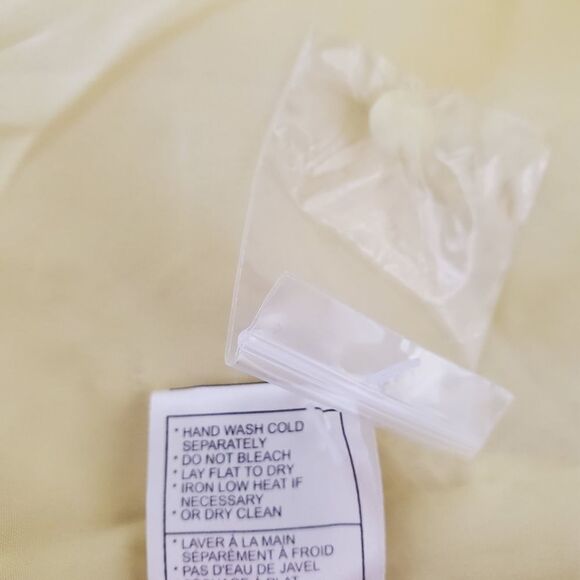 * HAND WASH COLD
SEPARATELY
* DO NOT BLEACH
* LAY FLAT TO DRY
* IRON LOW HEAT IF
NECESSARY
* OR DRY CLEAN
* LAVER À LA MAIN
SÉPARÉMENT À FROID
* PAS D'EAU DE JAVEL